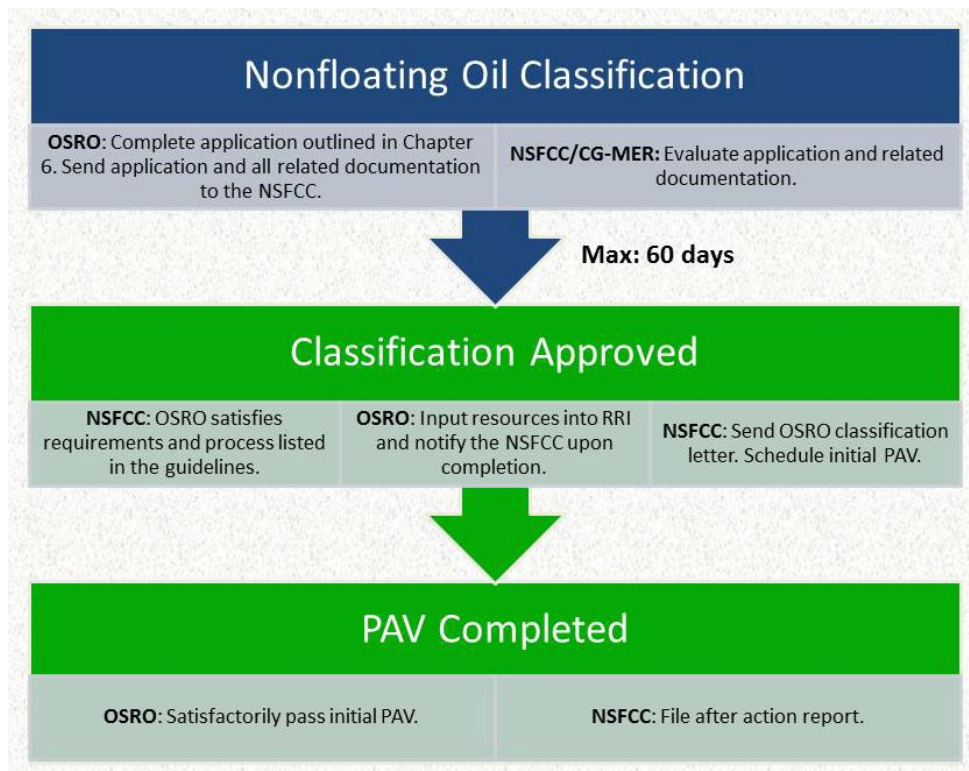 Nonfloating Oil Classification
OSRO: Complete application outlined in Chapter
6. Send application and all related documentation
to the NSFCC.
NSFCC/CG-MER: Evaluate application and related
documentation.
Max: 60 days
Classification Approved
NSFCC: OSRO satisfies
requirements and process listed
in the guidelines.
OSRO: Input resources into RRI
and notify the NSFCC upon
completion.
NSFCC: Send OSRO classification
letter. Schedule initial PAV.
PAV Completed
OSRO: Satisfactorily pass initial PAV.
NSFCC: File after action report.